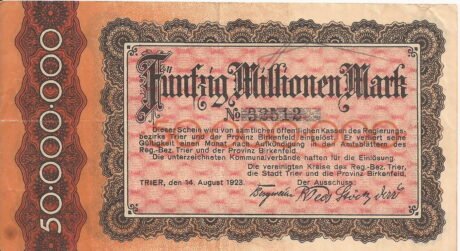 50·000·000
Fünfzig Millionen Mark
No 32512
Dieser Schein wird von sämtlichen öffentlichen Kassen des Regierungs-
bezirks Trier und der Provinz Birkenfeld eingelöst. Er verliert seine
Gültigkeit einen Monat nach Aufkündigung in den Amtsblättern des
Reg.-Bez. Trier und der Provinz Birkenfeld.
Die unterzeichneten Kommunalverbände haften für die Einlösung.
Die vereinigten Kreise des Reg.-Bez. Trier,
die Stadt Trier und die Provinz Birkenfeld.
TRIER, den 14. August 1923. Der Ausschuss: